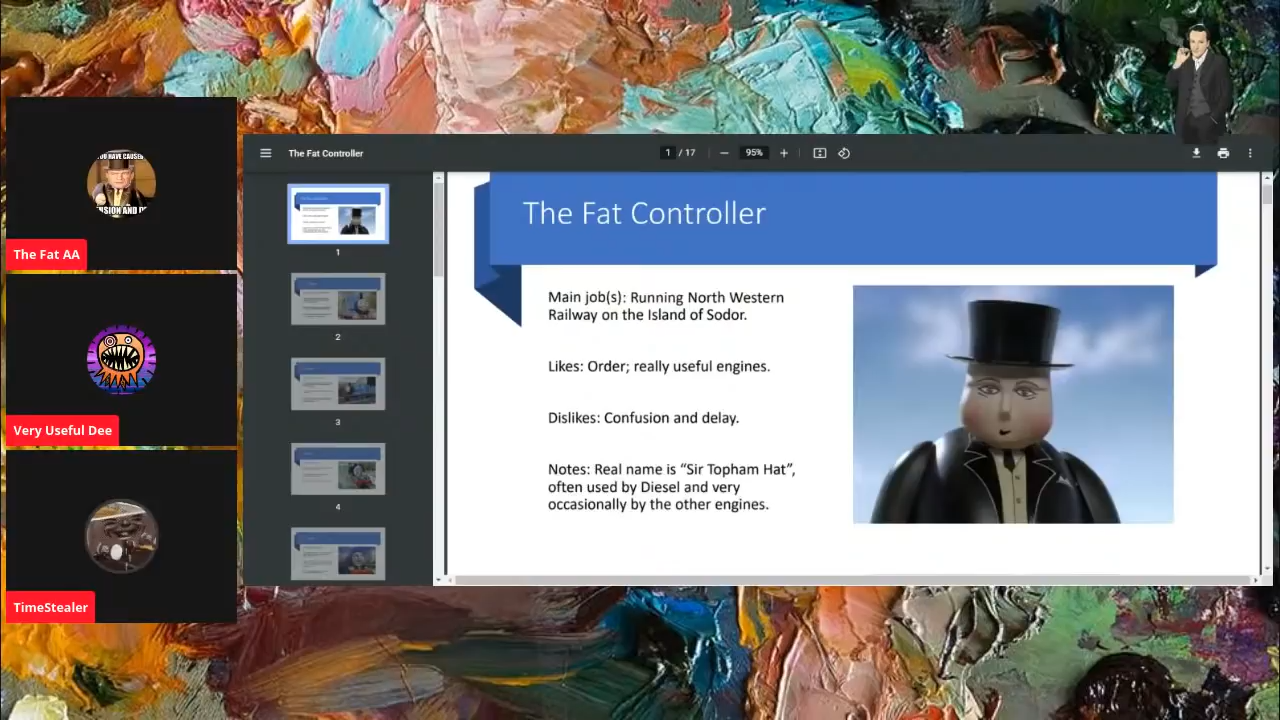 The Fat Controller
1 / 17
95%
YOU HAVE CAUSED
The Fat AA
Very Useful Dee
TimeStealer
1
2
3
4
The Fat Controller
Main job(s): Running North Western
Railway on the Island of Sodor.
Likes: Order; really useful engines.
Dislikes: Confusion and delay.
Notes: Real name is “Sir Topham Hat”,
often used by Diesel and very
occasionally by the other engines.